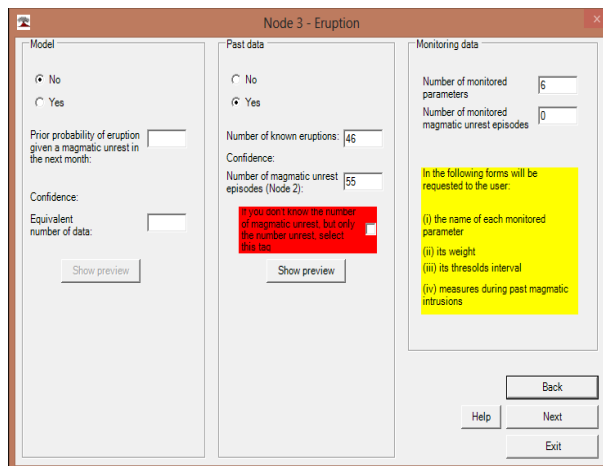 Node 3 - Eruption
x
Model
No
Yes
Prior probability of eruption
given a magmatic unrest in
the next month:
Confidence:
Equivalent
number of data:
Show preview
Past data
No
Yes
Number of known eruptions: 46
Confidence:
Number of magmatic unrest
episodes (Node 2): 55
If you don't know the number
of magmatic unrest, but only
the number unrest, select
this tag
Show preview
Monitoring data
Number of monitored
parameters 6
Number of monitored
magmatic unrest episodes 0
In the following forms will be
requested to the user:
(i) the name of each monitored
parameter
(ii) its weight
(iii) its thresolds interval
(iv) measures during past magmatic
intrusions
Back
Help Next
Exit